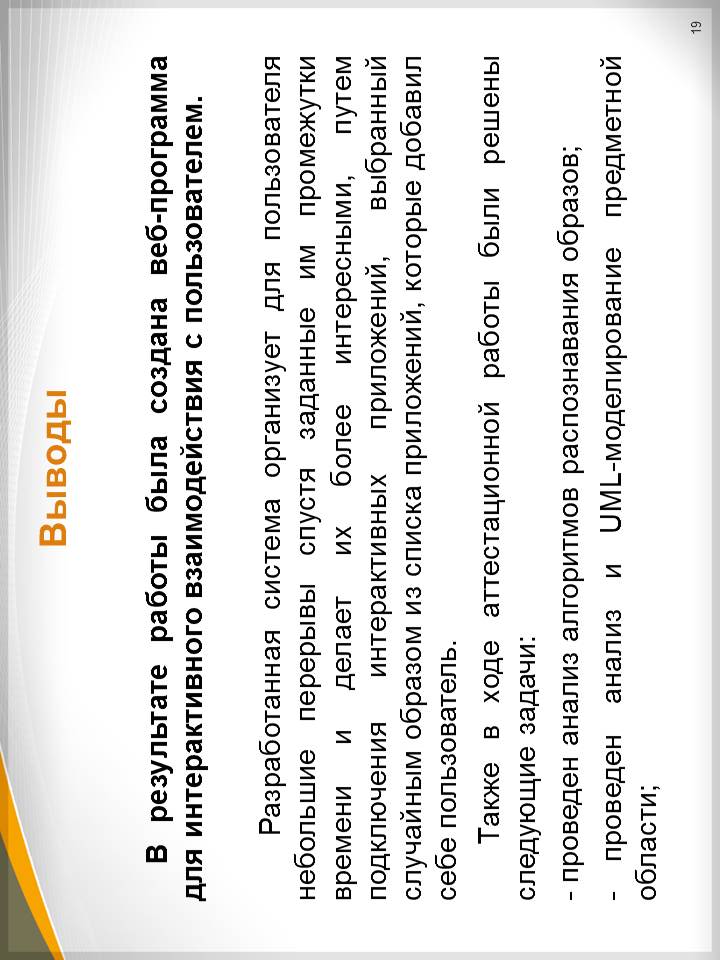 Выводы
В результате работы была создана веб-программа
для интерактивного взаимодействия с пользователем.
Разработанная система организует для пользователя
небольшие перерывы спустя заданные им промежутки
времени и делает их более интересными, путем
подключения интерактивных приложений, выбранный
случайным образом из списка приложений, которые добавил
себе пользователь.
Также в ходе аттестационной работы были решены
следующие задачи:
- проведен анализ алгоритмов распознавания образов;
- проведен анализ и UML-моделирование предметной
области;
19